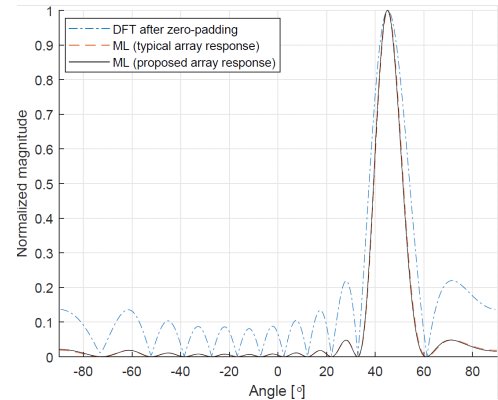 DFT after zero-padding
ML (typical array response)
ML (proposed array response)
Normalized magnitude
1
0.9
0.8
0.7
0.6
0.5
0.4
0.3
0.2
0.1
0
-80 -60 -40 -20 0 20 40 60 80
Angle [°]